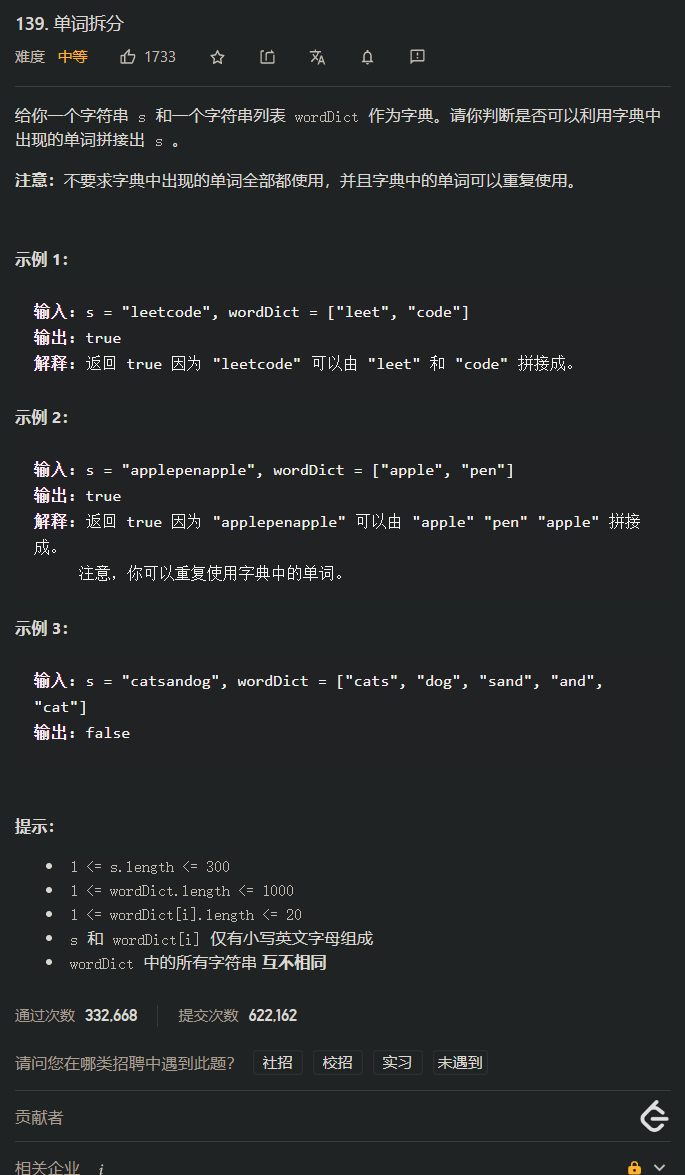 139. 单词拆分
难度 中等 1733
给你一个字符串 s 和一个字符串列表 wordDict 作为字典。请你判断是否可以利用字典中
出现的单词拼接出 s 。
注意：不要求字典中出现的单词全部都使用，并且字典中的单词可以重复使用。
示例 1：
输入: s = "leetcode", wordDict = ["leet", "code"]
输出: true
解释: 返回 true 因为 "leetcode" 可以由 "leet" 和 "code" 拼接成。
示例 2：
输入: s = "applepenapple", wordDict = ["apple", "pen"]
输出: true
解释: 返回 true 因为 "applepenapple" 可以由 "apple" "pen" "apple" 拼接
成。
注意，你可以重复使用字典中的单词。
示例 3：
输入: s = "catsandog", wordDict = ["cats", "dog", "sand", "and",
"cat"]
输出: false
提示：
1 <= s.length <= 300
1 <= wordDict.length <= 1000
1 <= wordDict[i].length <= 20
s 和 wordDict[i] 仅有小写英文字母组成
wordDict 中的所有字符串 互不相同
通过次数 332,668 提交次数 622,162
请问您在哪类招聘中遇到此题？ 社招 校招 实习 未遇到
贡献者
相关企业 i